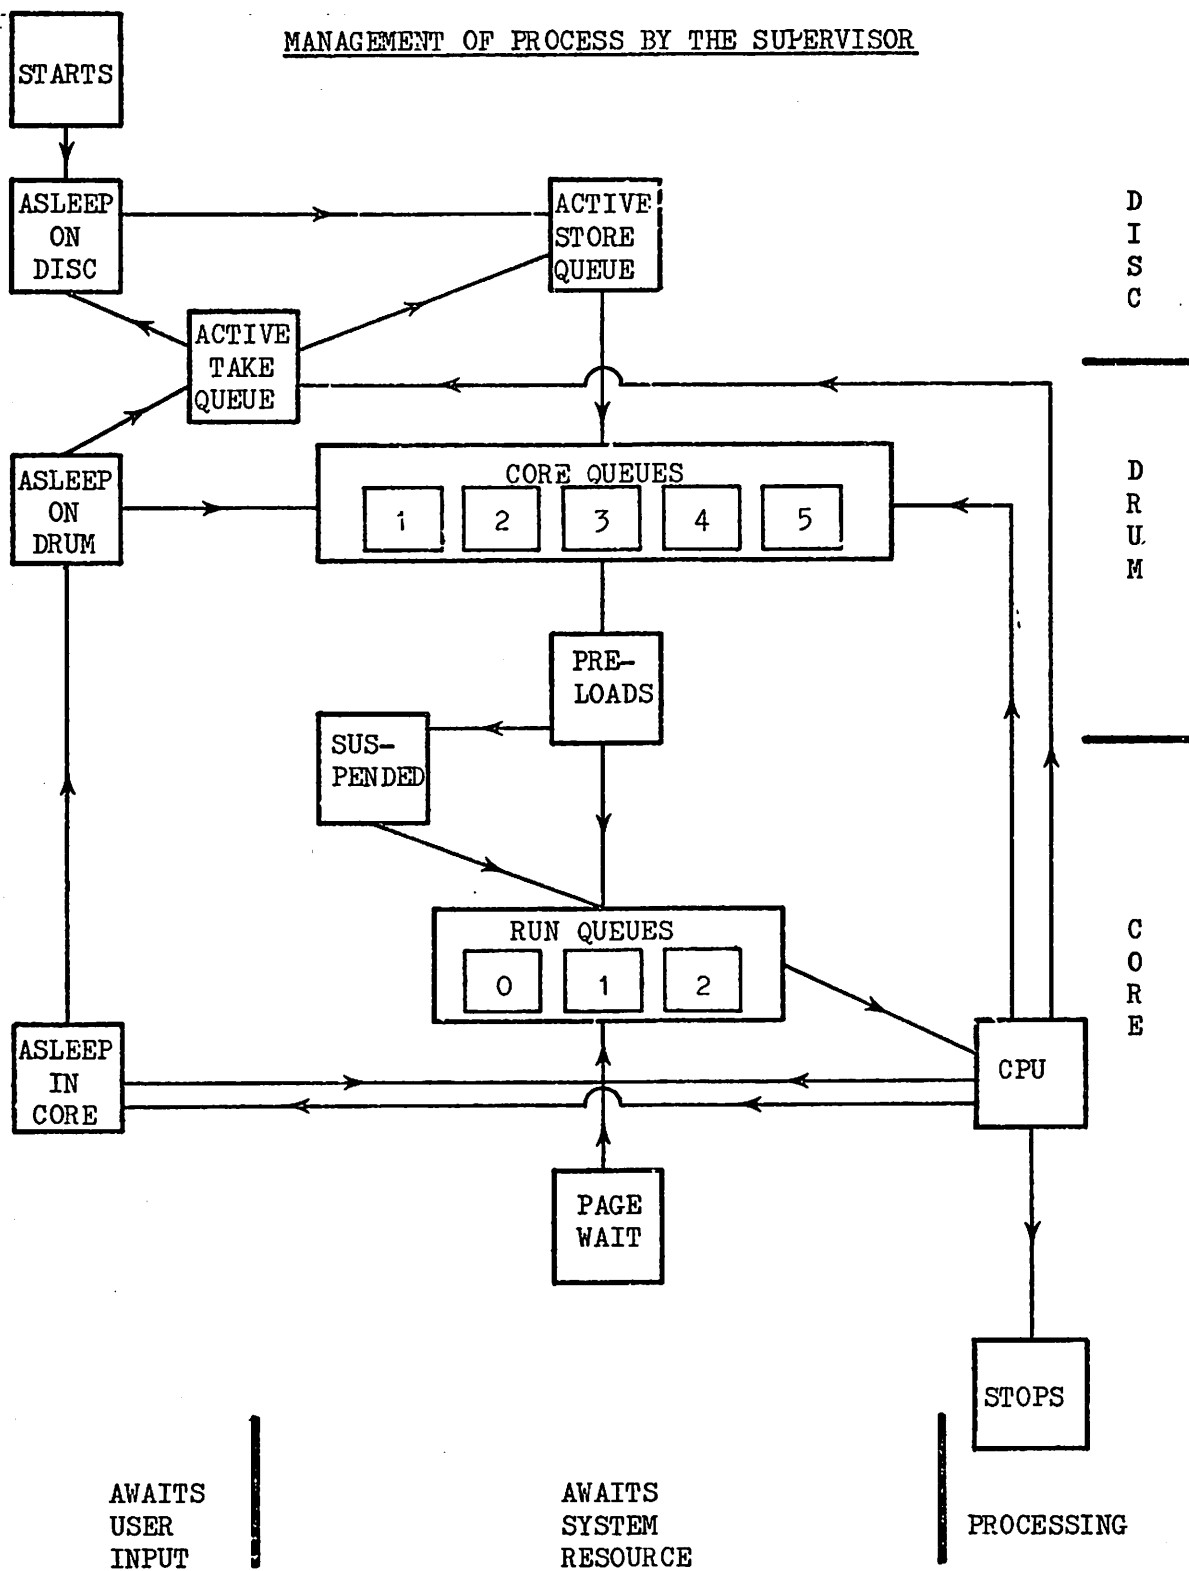 MANAGEMENT OF PROCESS BY THE SUPERVISOR
STARTS
ASLEEP
ON
DISC
ACTIVE
STORE
QUEUE
D
I
S
C
ACTIVE
TAKE
QUEUE
ASLEEP
ON
DRUM
CORE QUEUES
1 2 3 4 5
D
R
U
M
PRE-
LOADS
SUS-
PENDED
RUN QUEUES
0 1 2
C
O
R
E
ASLEEP
IN
CORE
CPU
PAGE
WAIT
STOPS
AWAITS
USER
INPUT
AWAITS
SYSTEM
RESOURCE
PROCESSING